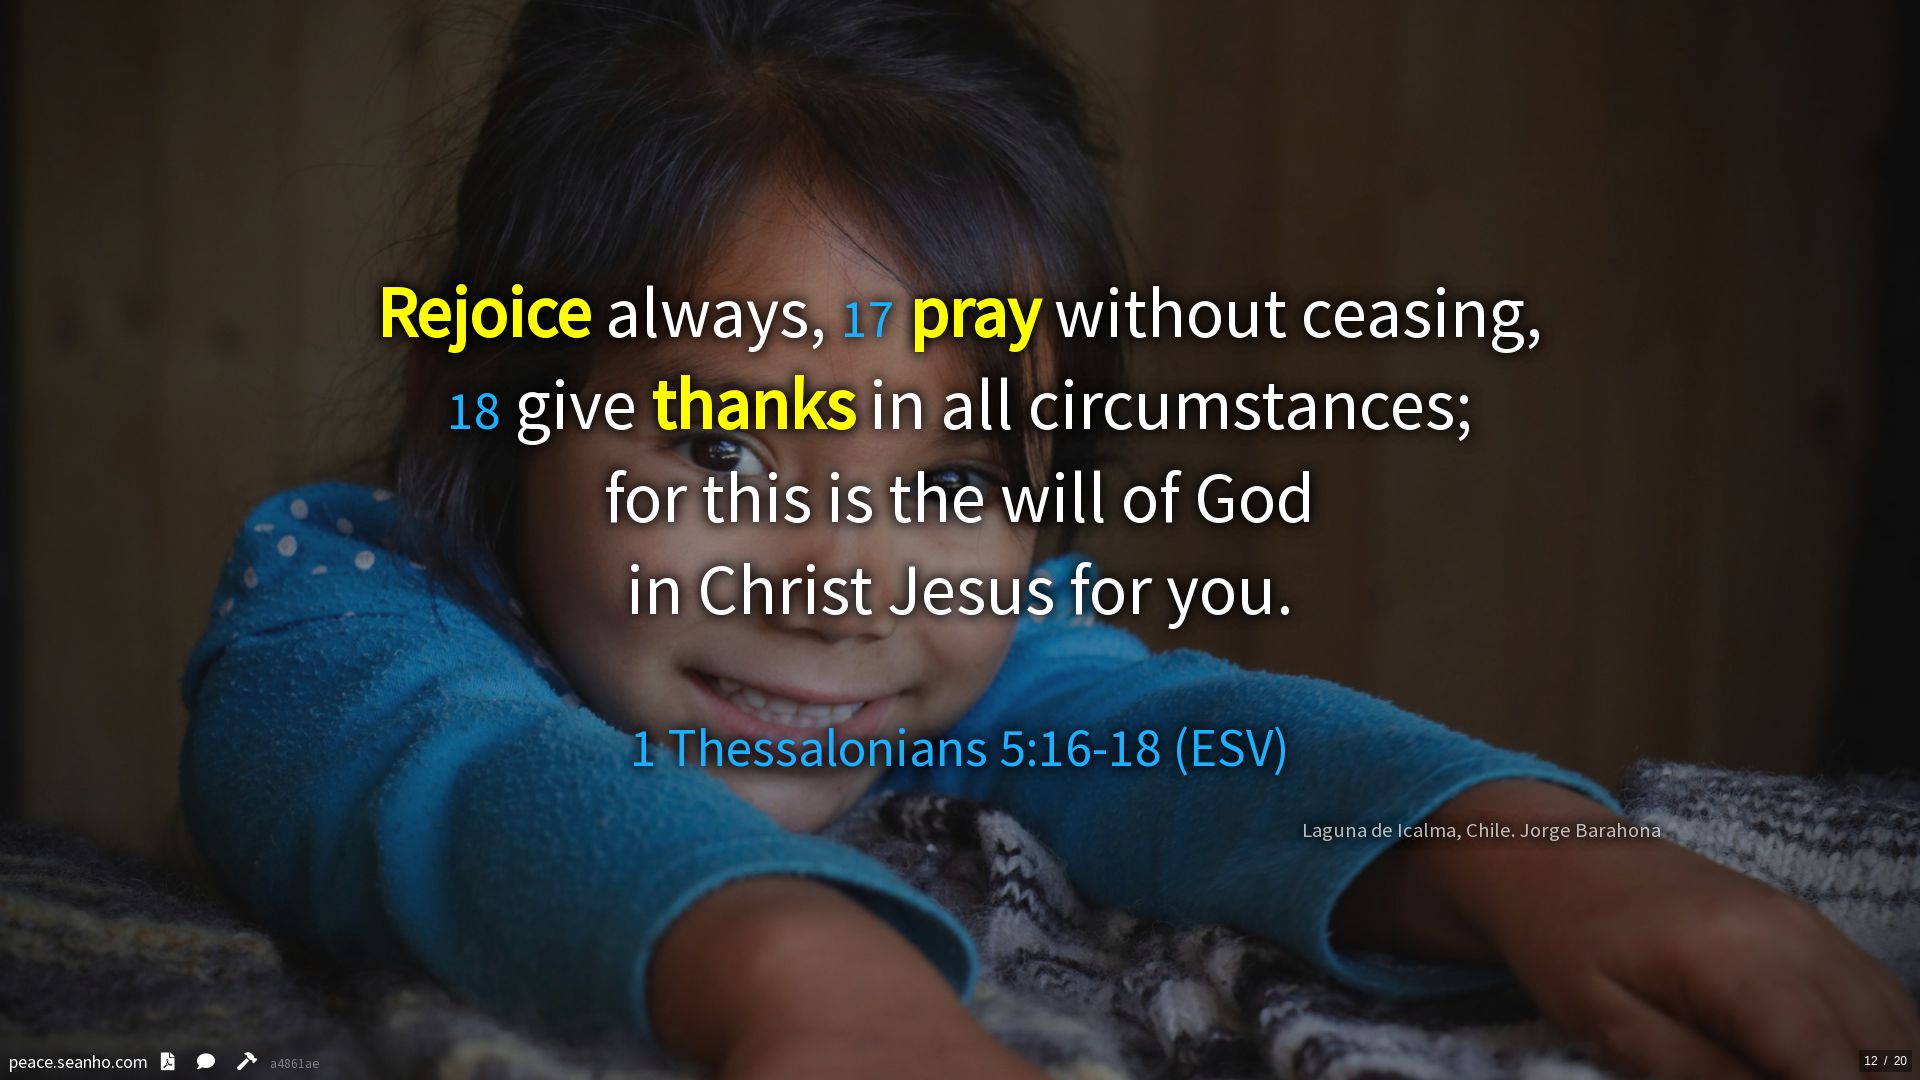 Rejoice always, 17 pray without ceasing,
18 give thanks in all circumstances;
for this is the will of God
in Christ Jesus for you.
1 Thessalonians 5:16-18 (ESV)
Laguna de Icalma, Chile. Jorge Barahona
peace.seanho.com a4861ae
12 / 20